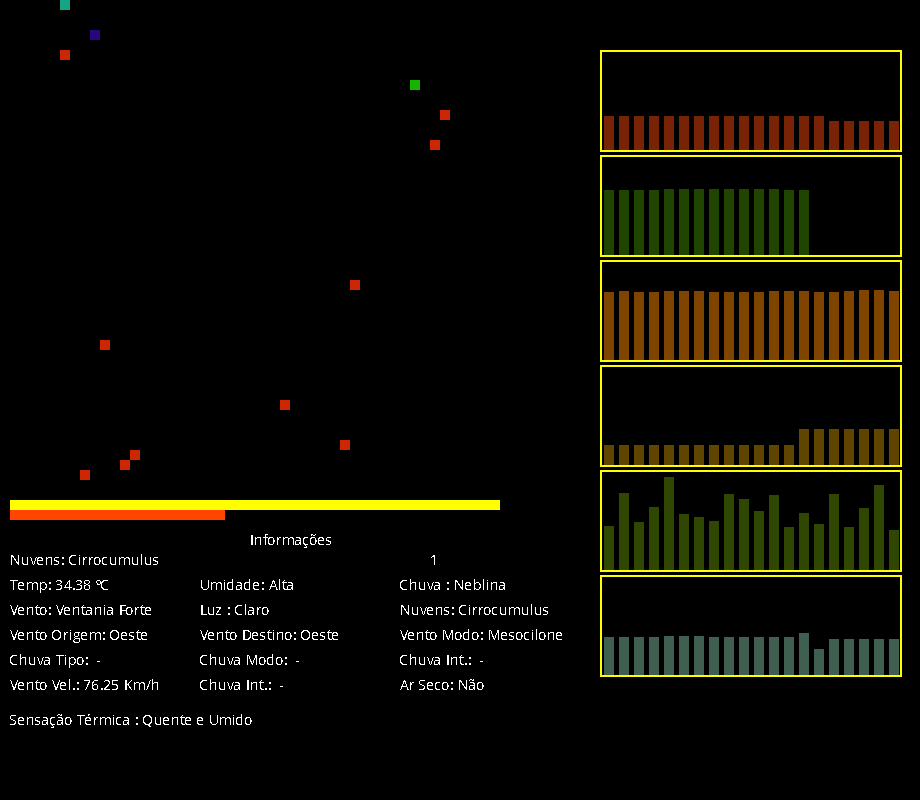 Informações
Nuvens: Cirrocumulus 1
Temp: 34.38 ºC Umidade: Alta Chuva : Neblina
Vento: Ventania Forte Luz : Claro Nuvens: Cirrocumulus
Vento Origem: Oeste Vento Destino: Oeste Vento Modo: Mesocilone
Chuva Tipo: - Chuva Modo: - Chuva Int.: -
Vento Vel.: 76.25 Km/h Chuva Int.: - Ar Seco: Não
Sensação Térmica : Quente e Umido